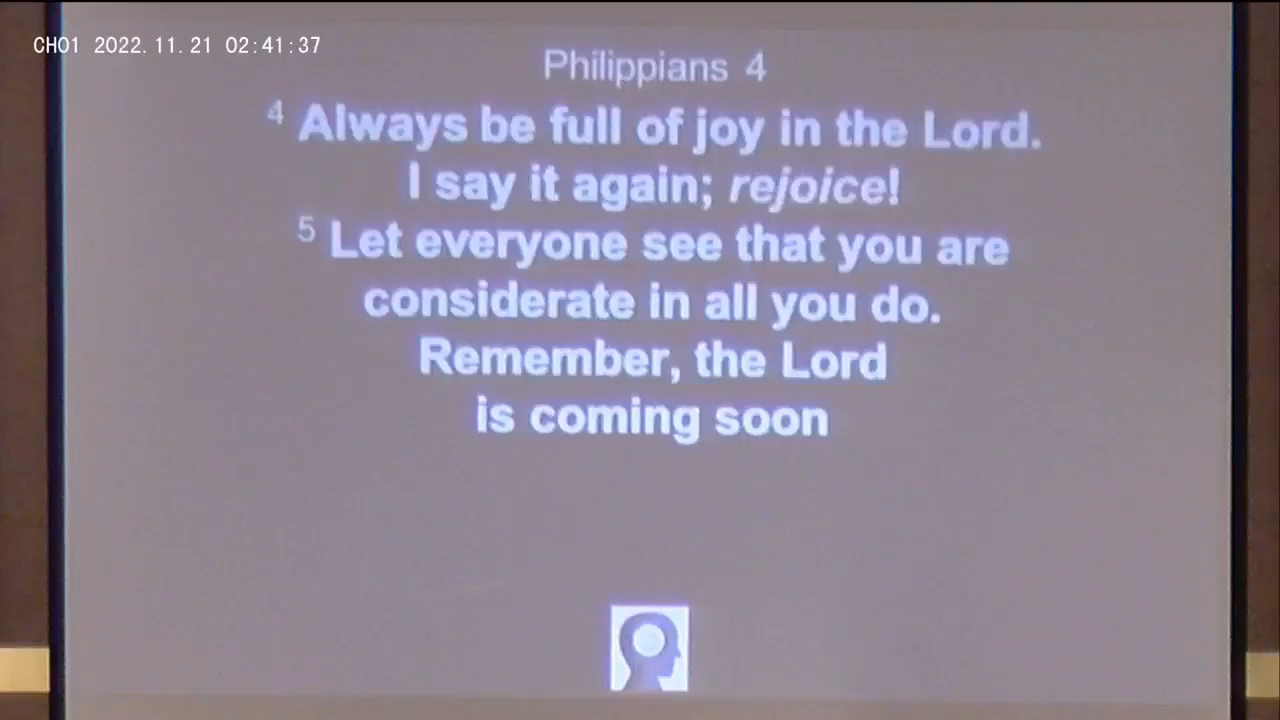 CH01 2022.11.21 02:41:37
Philippians 4
4 Always be full of joy in the Lord.
I say it again; rejoice!
5 Let everyone see that you are
considerate in all you do.
Remember, the Lord
is coming soon